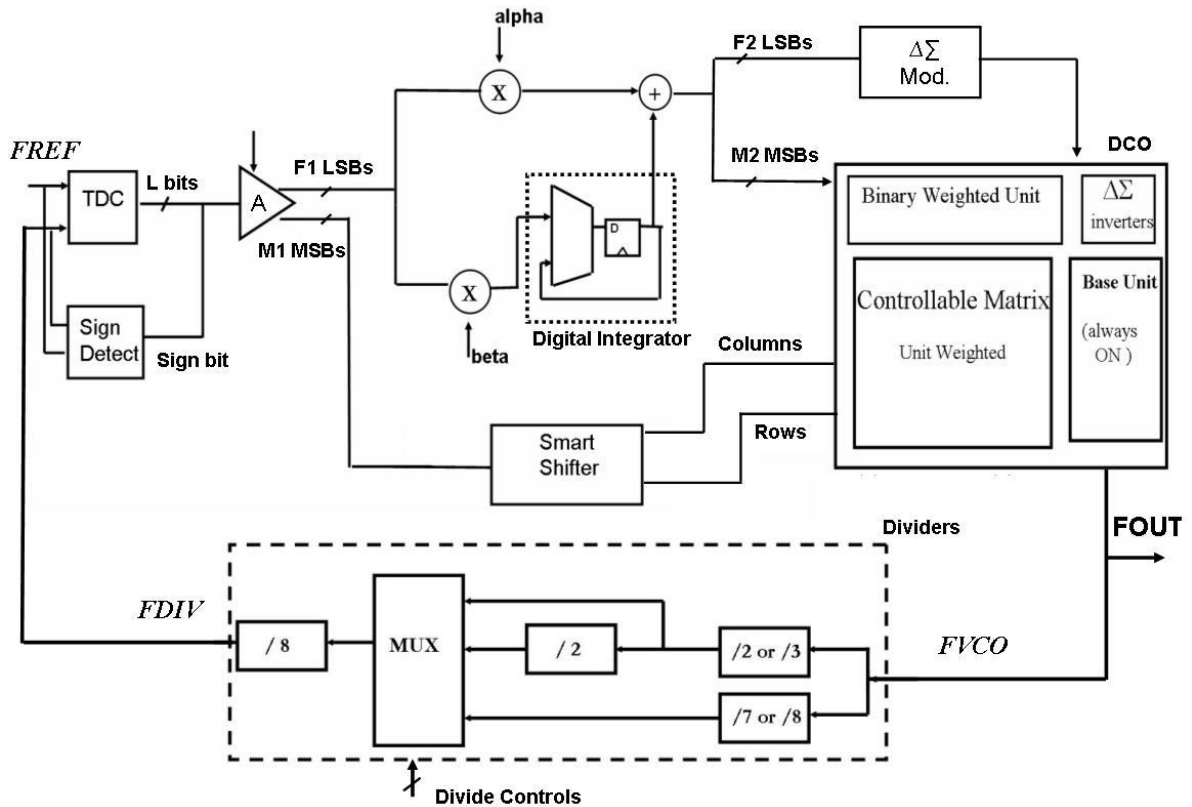 alpha
X
+
F2 LSBs
ΔΣ
Mod.
FREF
TDC
L bits
A
F1 LSBs
M1 MSBs
M2 MSBs
DCO
Binary Weighted Unit
ΔΣ
inverters
D
X
beta
Digital Integrator
Sign
Detect
Sign bit
Controllable Matrix
Unit Weighted
Base Unit
(always
ON )
Columns
Rows
Smart
Shifter
Dividers
FOUT
FDIV
/ 8
MUX
/ 2
/2 or /3
/7 or /8
FVCO
Divide Controls